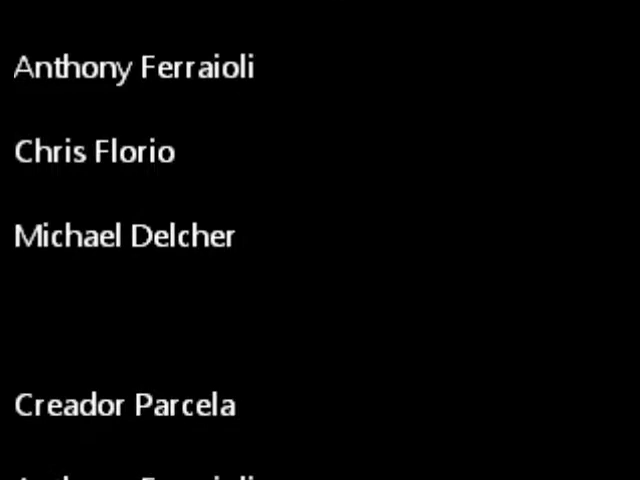 Anthony Ferraioli
Chris Florio
Michael Delcher
Creador Parcela